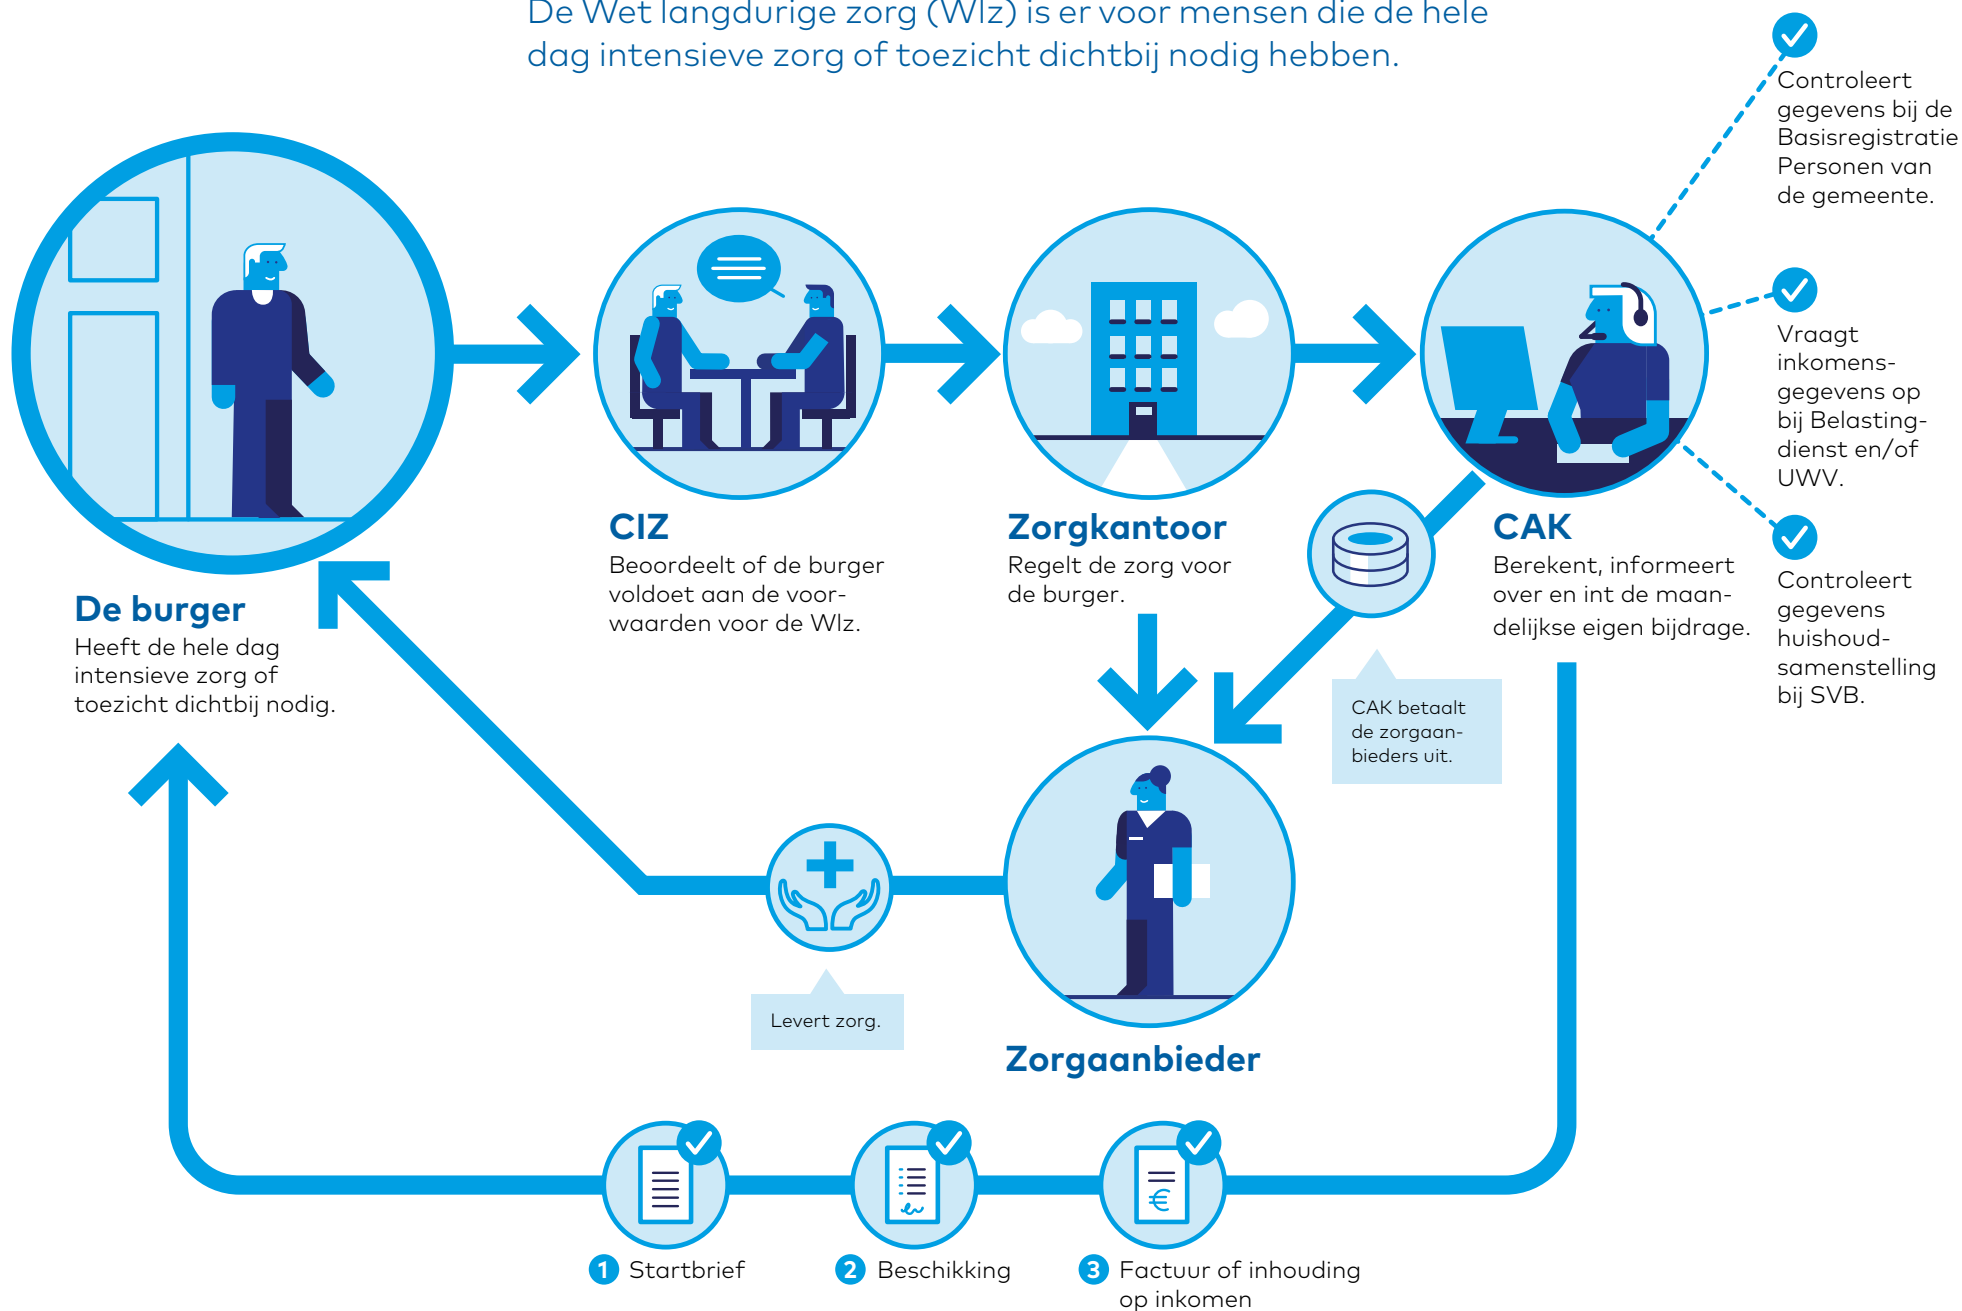 De Wet langdurige zorg (Wlz) is er voor mensen die de hele
dag intensieve zorg of toezicht dichtbij nodig hebben.
Controleert
gegevens bij de
Basisregistratie
Personen van
de gemeente.
Vraagt
inkomens-
gegevens op
bij Belasting-
dienst en/of
UWV.
Controleert
gegevens
huishoud-
samenstelling
bij SVB.
De burger
Heeft de hele dag
intensieve zorg of
toezicht dichtbij nodig.
CIZ
Beoordeelt of de burger
voldoet aan de voor-
waarden voor de Wlz.
Zorgkantoor
Regelt de zorg voor
de burger.
CAK
Berekent, informeert
over en int de maan-
delijkse eigen bijdrage.
CAK betaalt
de zorgaan-
bieders uit.
Levert zorg.
Zorgaanbieder
€
1 Startbrief
2 Beschikking
3 Factuur of inhouding
op inkomen